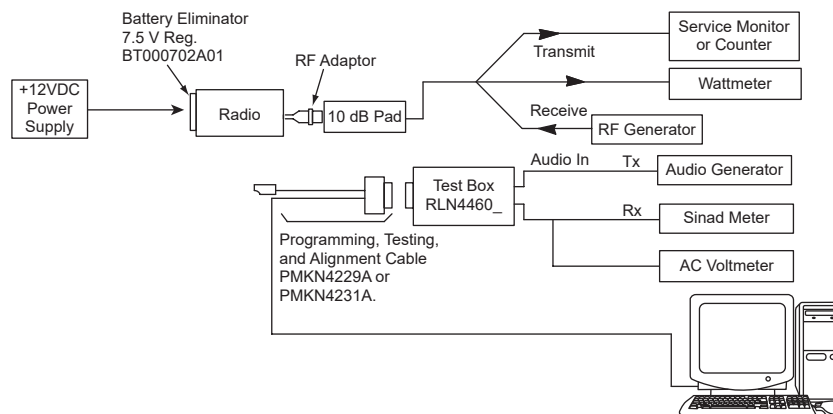 Battery Eliminator
7.5 V Reg.
BT000702A01
RF Adaptor
+12VDC
Power
Supply
Radio
10 dB Pad
Transmit
Service Monitor
or Counter
Wattmeter
Receive
RF Generator
Audio In
Tx
Audio Generator
Test Box
RLN4460_
Rx
Sinad Meter
AC Voltmeter
Programming, Testing,
and Alignment Cable
PMKN4229A or
PMKN4231A.